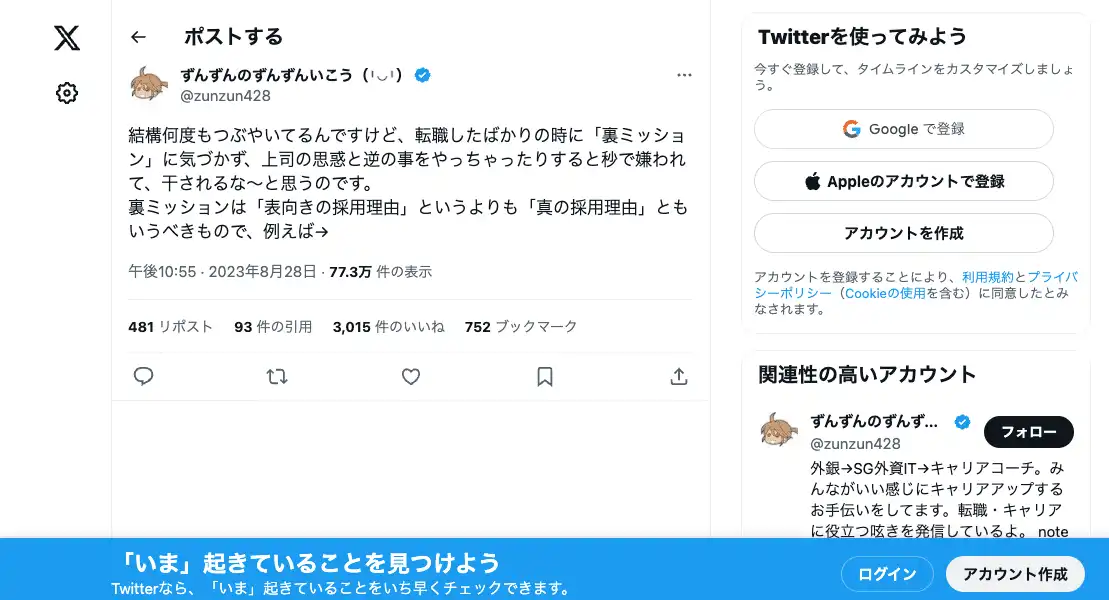 ポストする
ずんずんのずんずんいこう（╹◡╹）
@zunzun428
結構何度もつぶやいてるんですけど、転職したばかりの時に「裏ミッショ
ン」に気づかず、上司の思惑と逆の事をやっちゃったりすると秒で嫌われ
て、干されるな〜と思うのです。
裏ミッションは「表向きの採用理由」というよりも「真の採用理由」とも
いうべきもので、例えば→
午後10:55 · 2023年8月28日 · 77.3万 件の表示
481 リポスト 93 件の引用 3,015 件のいいね 752 ブックマーク
Twitterを使ってみよう
今すぐ登録して、タイムラインをカスタマイズしましょ
う。
Google で登録
Appleのアカウントで登録
アカウントを作成
アカウントを登録することにより、利用規約とプライバ
シーポリシー（Cookieの使用を含む）に同意したとみ
なされます。
関連性の高いアカウント
ずんずんのずんず...
@zunzun428
フォロー
外銀→SG外資IT→キャリアコーチ。み
んながいい感じにキャリアアップする
お手伝いをしてます。転職・キャリア
に役立つ呟きを発信しているよ。 note
「いま」起きていることを見つけよう
Twitterなら、「いま」起きていることをいち早くチェックできます。
ログイン
アカウント作成